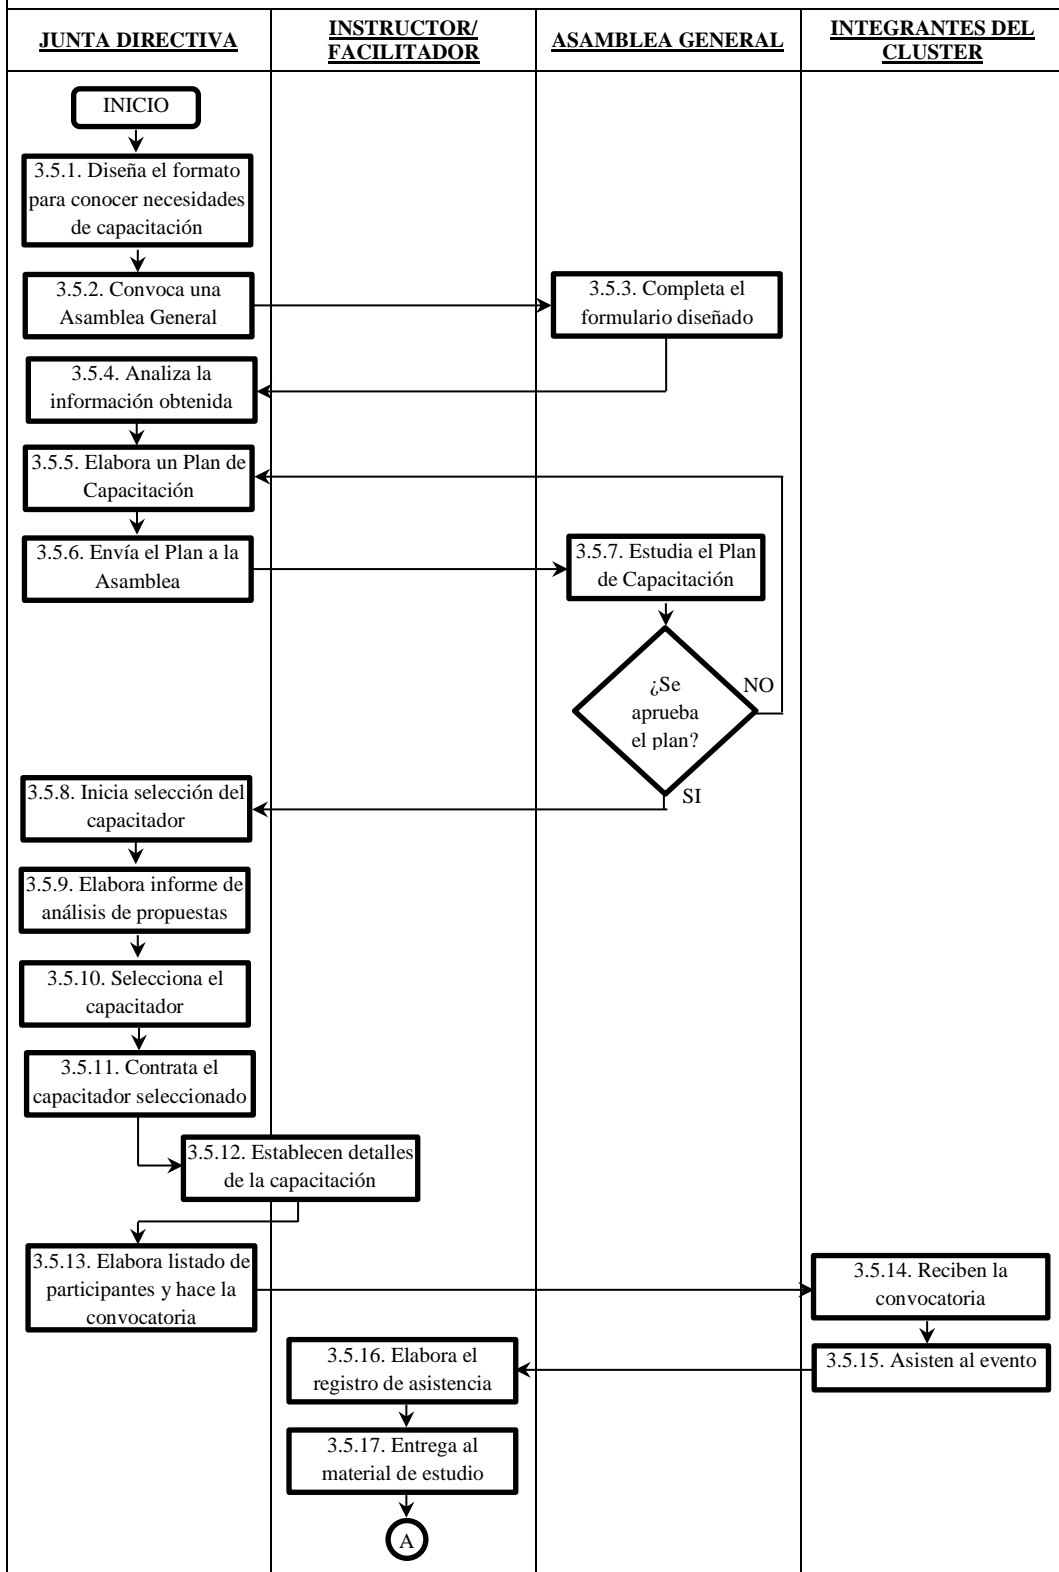 JUNTA DIRECTIVA
INSTRUCTOR/
FACILITADOR
ASAMBLEA GENERAL
INTEGRANTES DEL
CLUSTER
INICIO
3.5.1. Diseña el formato
para conocer necesidades
de capacitación
3.5.2. Convoca una
Asamblea General
3.5.3. Completa el
formulario diseñado
3.5.4. Analiza la
información obtenida
3.5.5. Elabora un Plan de
Capacitación
3.5.6. Envía el Plan a la
Asamblea
3.5.7. Estudia el Plan
de Capacitación
¿Se
aprueba
el plan?
NO
SI
3.5.8. Inicia selección del
capacitador
3.5.9. Elabora informe de
análisis de propuestas
3.5.10. Selecciona el
capacitador
3.5.11. Contrata el
capacitador seleccionado
3.5.12. Establecen detalles
de la capacitación
3.5.13. Elabora listado de
participantes y hace la
convocatoria
3.5.14. Reciben la
convocatoria
3.5.15. Asisten al evento
3.5.16. Elabora el
registro de asistencia
3.5.17. Entrega al
material de estudio
A